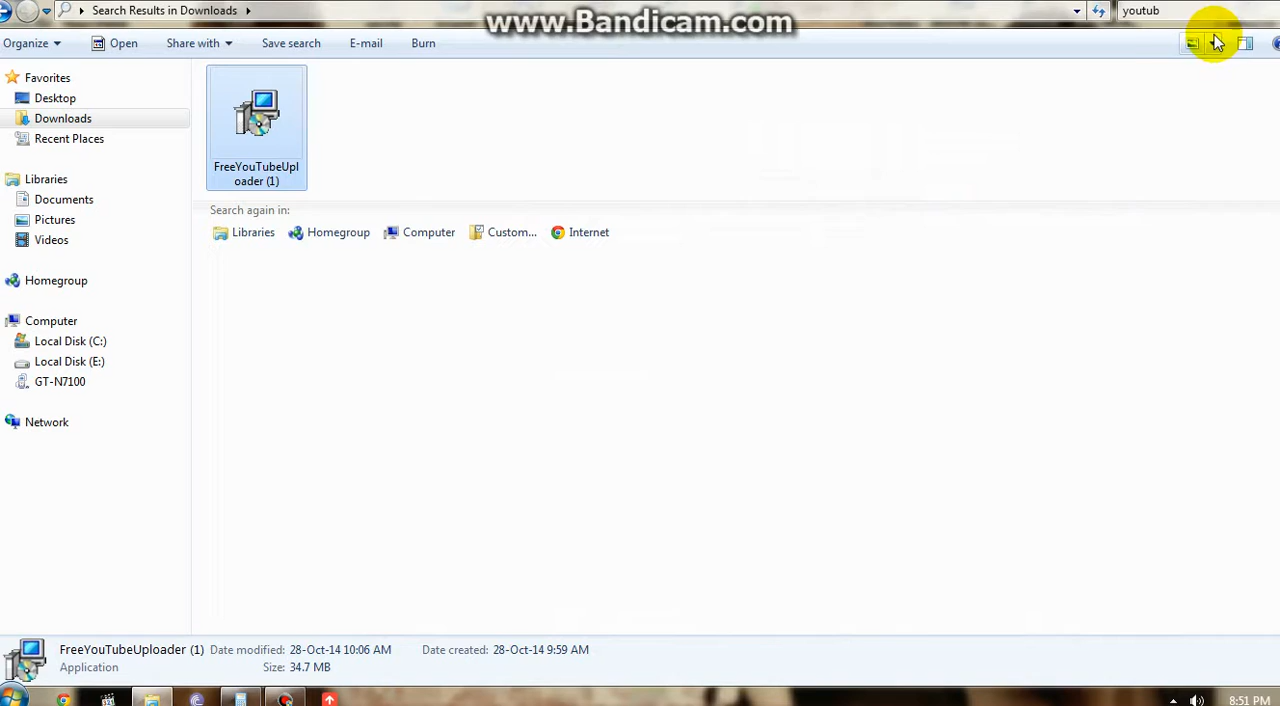 www.Bandicam.com
Search Results in Downloads
youtub
Organize
Open
Share with
Save search
E-mail
Burn
Favorites
Desktop
Downloads
Recent Places
Libraries
Documents
Pictures
Videos
Homegroup
Computer
Local Disk (C:)
Local Disk (E:)
GT-N7100
Network
FreeYouTubeUpl
oader (1)
Search again in:
Libraries
Homegroup
Computer
Custom...
Internet
FreeYouTubeUploader (1) Date modified: 28-Oct-14 10:06 AM Date created: 28-Oct-14 9:59 AM
Application Size: 34.7 MB
8:51 PM